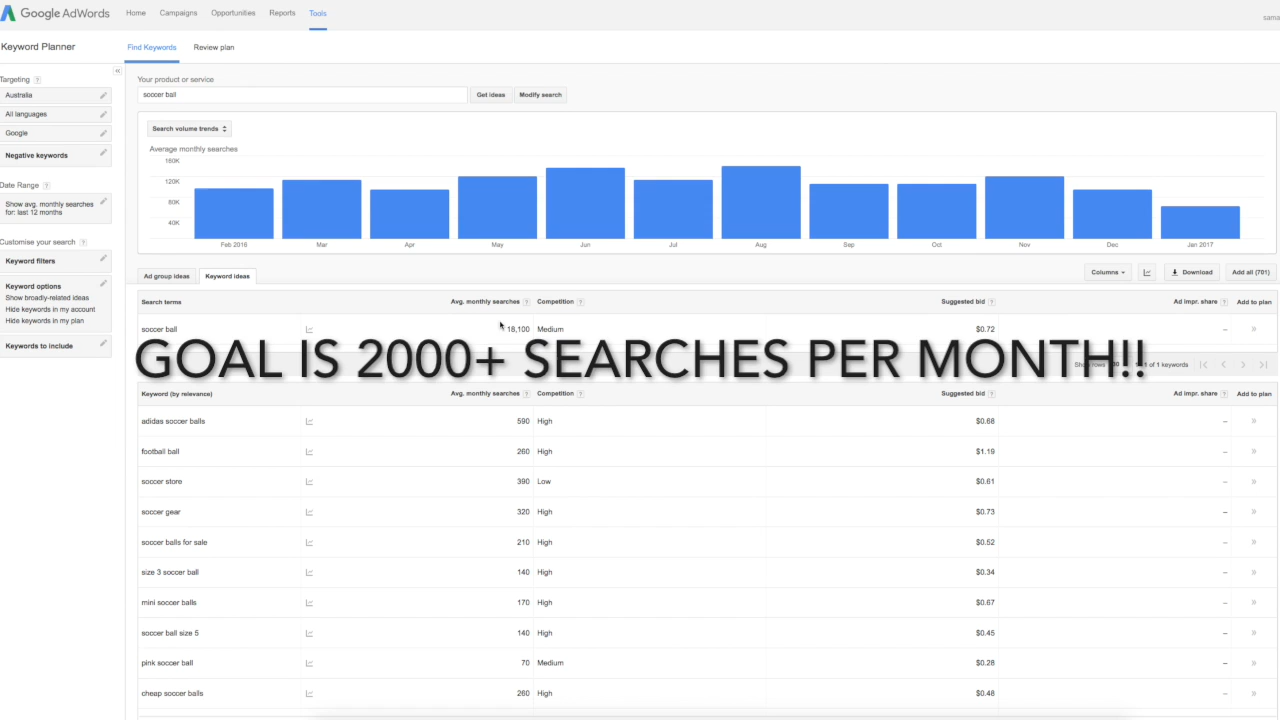 Google AdWords Home Campaigns Opportunities Reports Tools
sama
Keyword Planner Find Keywords Review plan
«
Targeting ?
Australia
All languages
Google
Negative keywords
Date Range ?
Show avg. monthly searches
for: last 12 months
Customise your search ?
Keyword filters
Keyword options
Show broadly-related ideas
Hide keywords in my account
Hide keywords in my plan
Keywords to include
Your product or service
soccer ball Get ideas Modify search
Search volume trends
Average monthly searches
160K
120K
80K
40K
Feb 2016 Mar Apr May Jun Jul Aug Sep Oct Nov Dec Jan 2017
Ad group ideas Keyword ideas Columns Download Add all (701)
Search terms Avg. monthly searches ? Competition ? Suggested bid ? Ad impr. share ? Add to plan
soccer ball 18,100 Medium $0.72 – »
GOAL IS 2000+ SEARCHES PER MONTH!!
Show rows of 1 keywords
Keyword (by relevance) Avg. monthly searches ? Competition ? Suggested bid ? Ad impr. share ? Add to plan
adidas soccer balls 590 High $0.68 – »
football ball 260 High $1.19 – »
soccer store 390 Low $0.61 – »
soccer gear 320 High $0.73 – »
soccer balls for sale 210 High $0.52 – »
size 3 soccer ball 140 High $0.34 – »
mini soccer balls 170 High $0.67 – »
soccer ball size 5 140 High $0.45 – »
pink soccer ball 70 Medium $0.28 – »
cheap soccer balls 260 High $0.48 – »